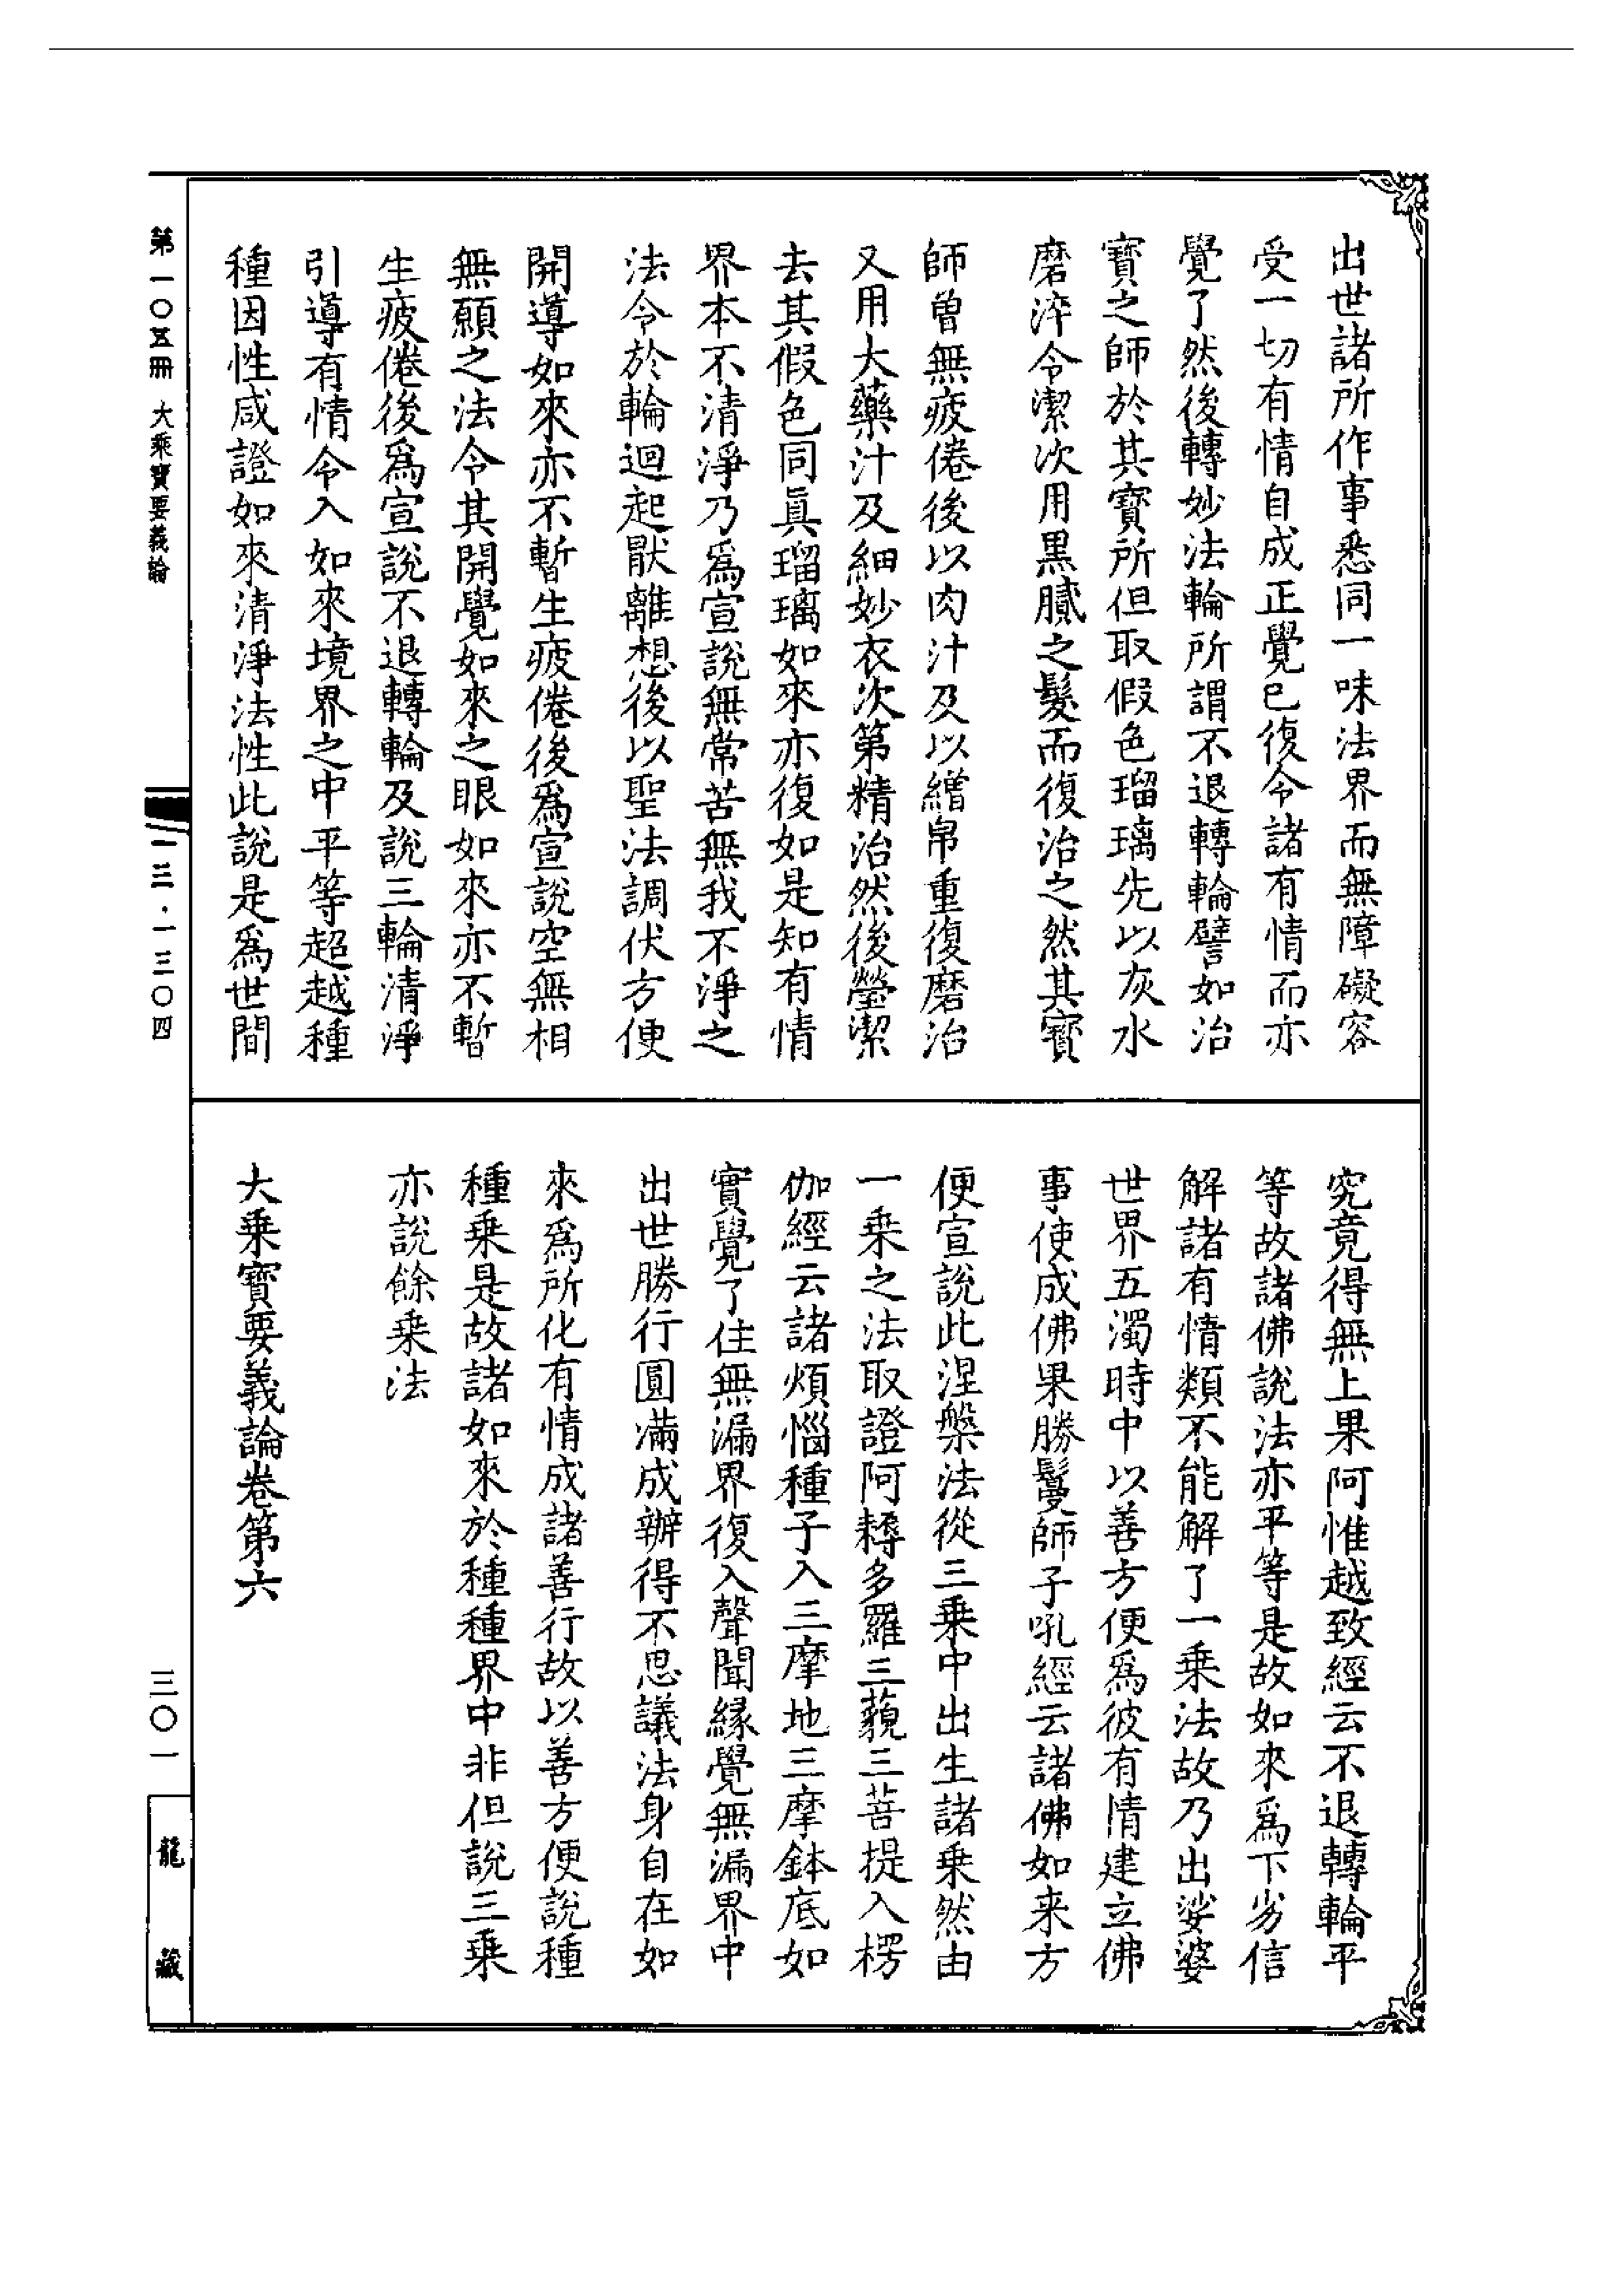 出世諸所作事悉同一味法界而無障礙容
受一切有情自成正覺已復令諸有情而亦
覺了然後轉妙法輪所謂不退轉輪譬如治
寶之師於其寶所但取假色瑠璃先以灰水
磨淬令潔次用黒膩之髮而復治之然其寳
師曾無疲倦後以肉汁及以繒帛重復磨治
又用大藥汁及細妙衣次第精治然後瑩潔
去其假色同眞瑠璃如來亦復如是知有情
界本不清淨乃爲宣說無常苦無我不淨之
法令於輪迴起厭離想後以聖法調伏方便
開導如來亦不暫生疲倦後爲宣說空無相
無願之法令其開覺如來之眼如來亦不暫
生疲倦後爲宣說不退轉輪及說三輪清淨
引導有情令入如來境界之中平等超越種
種因性咸證如來清淨法性此說是爲世間
究竟得無上果阿惟越致經云不退轉輪平
等故諸佛說法亦平等是故如來爲下劣信
解諸有情類不能解了一乘法故乃出娑婆
世界五濁時中以善方便爲彼有情建立佛
事使成佛果勝鬘師子吼經云諸佛如来方
便宣說此涅槃法從三乘中出生諸乘然由
一乘之法取證阿耨多羅三藐三菩提入楞
伽經云諸煩惱種子入三摩地三摩鉢底如
實覺了住無漏界復入聲聞緣覺無漏界中
出世勝行圓滿成辦得不思議法身自在如
來爲所化有情成諸善行故以善方便說種
種乘是故諸如來於種種界中非但說三乘
亦說餘乘法
大乘寶要義論卷第六
第一〇五冊 大乘寶要義論
一三·一三〇四
三〇一
龍藏